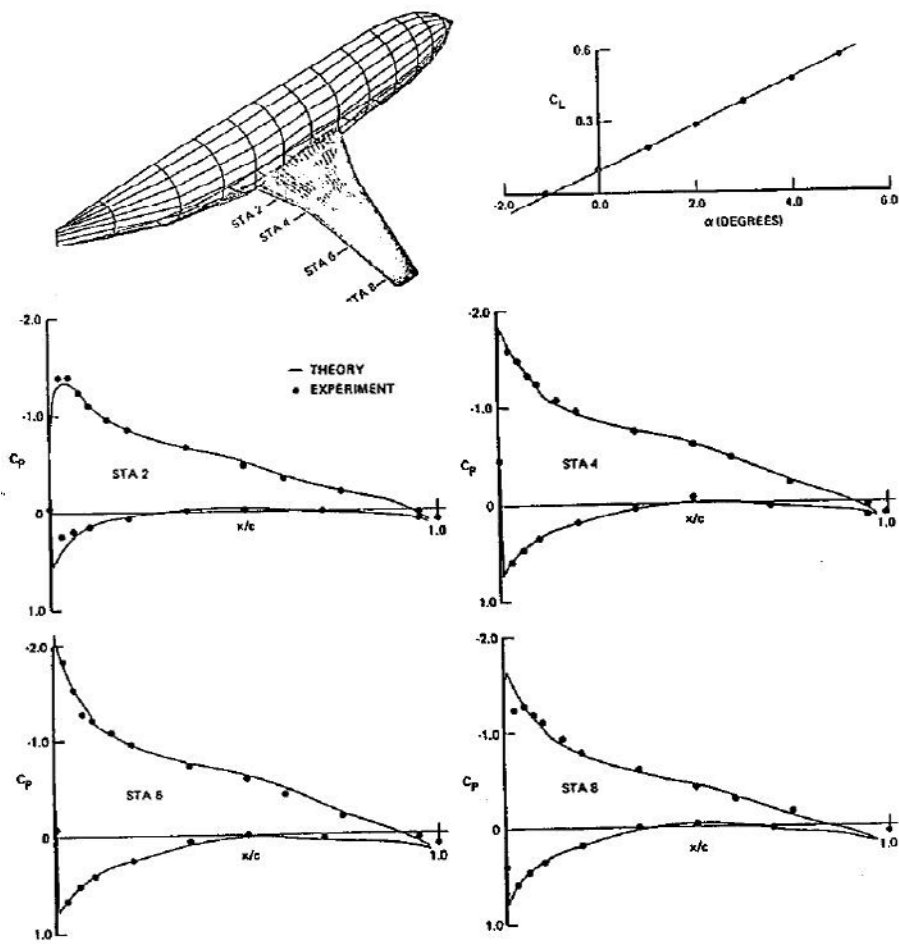 STA 2
STA 4
STA 6
STA 8
0.6
C_L
0.3
-2.0
0.0
2.0
4.0
6.0
α (DEGREES)
-2.0
— THEORY
• EXPERIMENT
-1.0
C_P
STA 2
0
x/c
1.0
1.0
-2.0
-1.0
C_P
STA 4
0
x/c
1.0
1.0
-2.0
-1.0
C_P
STA 6
0
x/c
1.0
1.0
-2.0
-1.0
C_P
STA 8
0
x/c
1.0
1.0